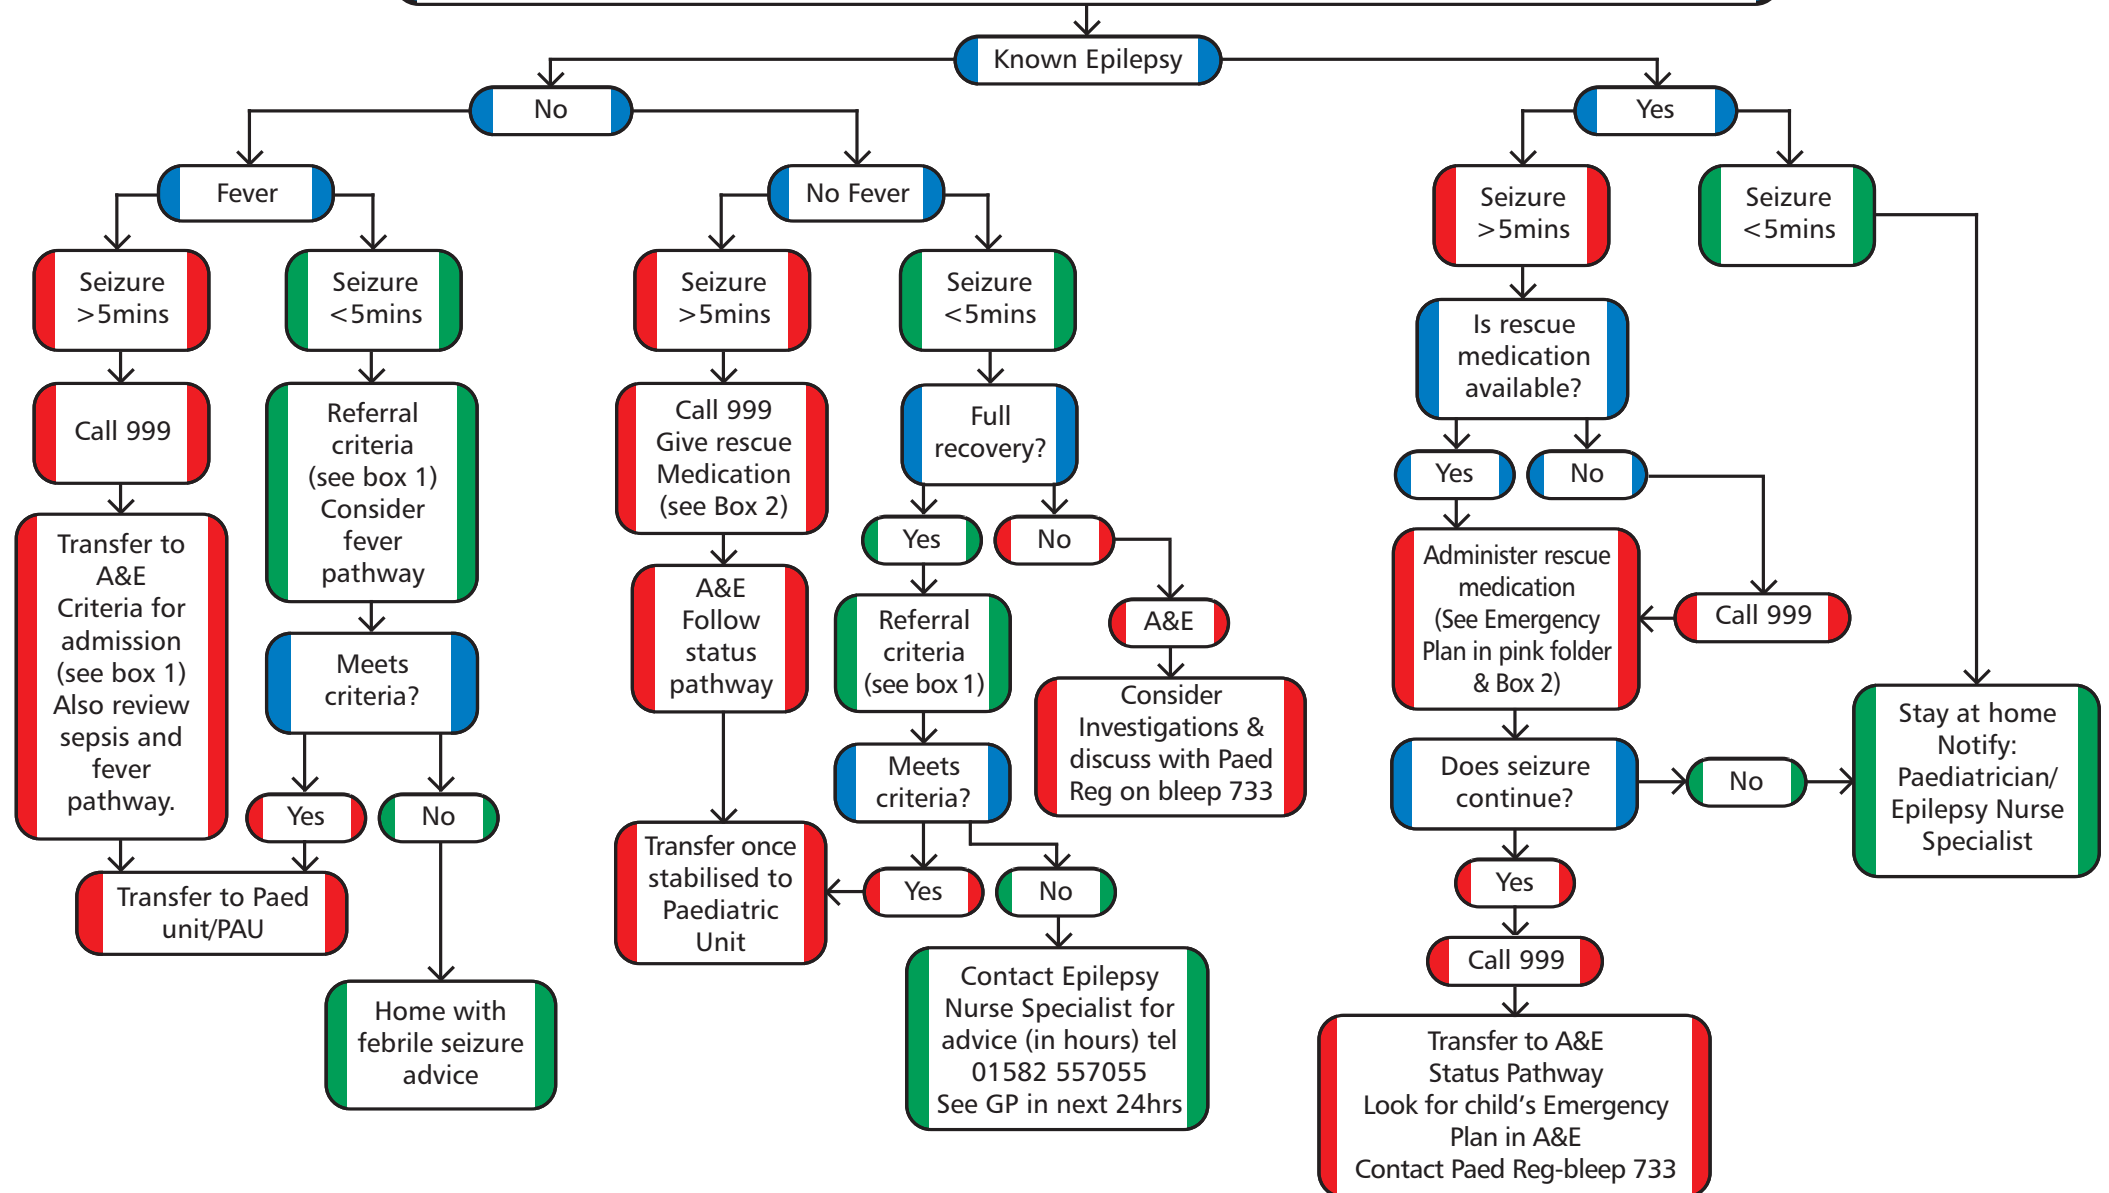 Known Epilepsy
No
Yes
Fever
No Fever
Seizure
>5mins
Seizure
<5mins
Seizure
>5mins
Seizure
<5mins
Seizure
>5mins
Seizure
<5mins
Call 999
Transfer to
A&E
Criteria for
admission
(see box 1)
Also review
sepsis and
fever
pathway.
Referral
criteria
(see box 1)
Consider
fever
pathway
Meets
criteria?
Yes
No
Transfer to Paed
unit/PAU
Home with
febrile seizure
advice
Call 999
Give rescue
Medication
(see Box 2)
A&E
Follow
status
pathway
Transfer once
stabilised to
Paediatric
Unit
Full
recovery?
Yes
No
Referral
criteria
(see box 1)
A&E
Consider
Investigations &
discuss with Paed
Reg on bleep 733
Meets
criteria?
Yes
No
Contact Epilepsy
Nurse Specialist for
advice (in hours) tel
01582 557055
See GP in next 24hrs
Is rescue
medication
available?
Yes
No
Administer rescue
medication
(See Emergency
Plan in pink folder
& Box 2)
Call 999
Does seizure
continue?
No
Stay at home
Notify:
Paediatrician/
Epilepsy Nurse
Specialist
Yes
Call 999
Transfer to A&E
Status Pathway
Look for child's Emergency
Plan in A&E
Contact Paed Reg-bleep 733